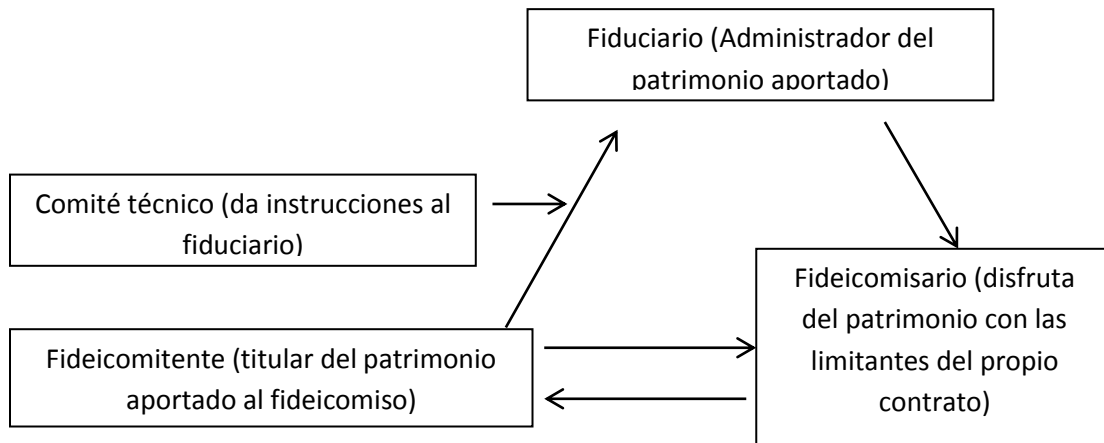 Fiduciario (Administrador del
patrimonio aportado)
Comité técnico (da instrucciones al
fiduciario)
Fideicomitente (titular del patrimonio
aportado al fideicomiso)
Fideicomisario (disfruta
del patrimonio con las
limitantes del propio
contrato)